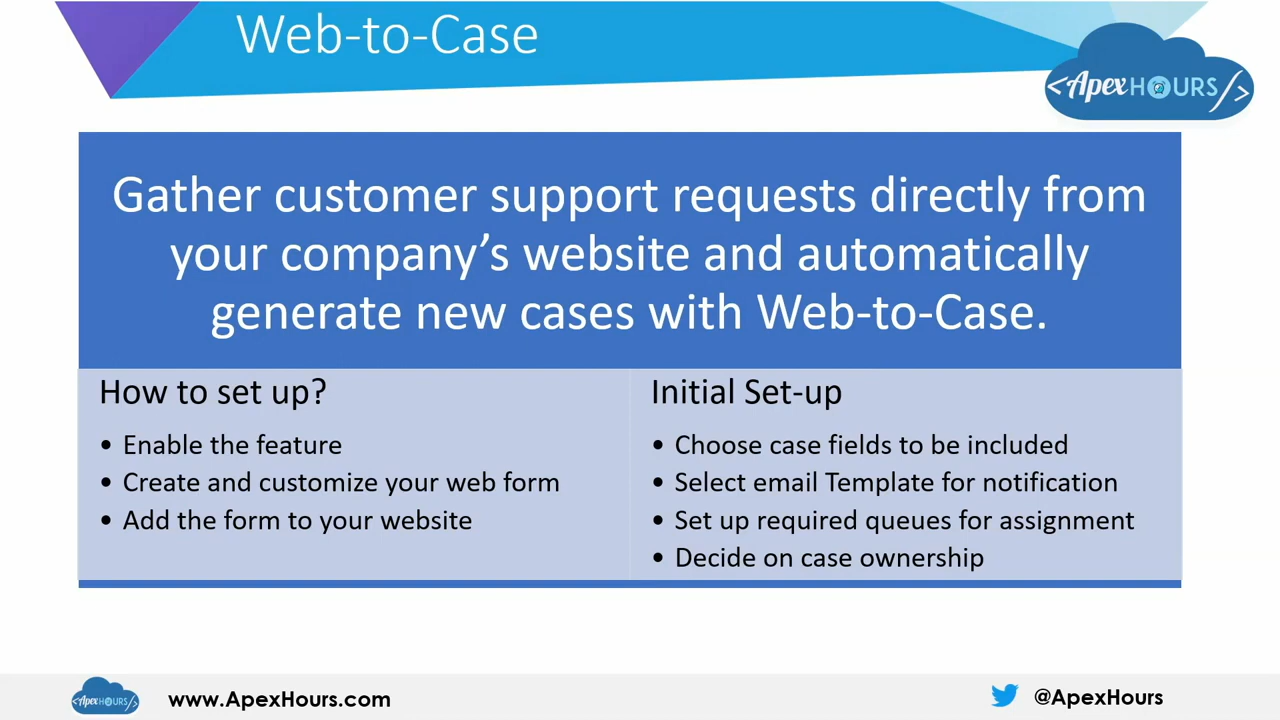 Web-to-Case
<ApexHOURS/>
Gather customer support requests directly from
your company’s website and automatically
generate new cases with Web-to-Case.
How to set up?
• Enable the feature
• Create and customize your web form
• Add the form to your website
Initial Set-up
• Choose case fields to be included
• Select email Template for notification
• Set up required queues for assignment
• Decide on case ownership
<ApexHOURS/>
www.ApexHours.com
@ApexHours